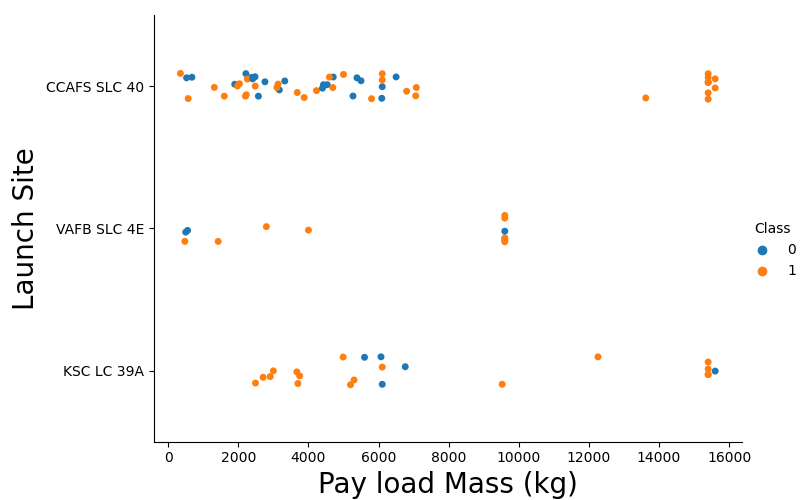 Launch Site
CCAFS SLC 40
VAFB SLC 4E
KSC LC 39A
0 2000 4000 6000 8000 10000 12000 14000 16000
Pay load Mass (kg)
Class
0
1